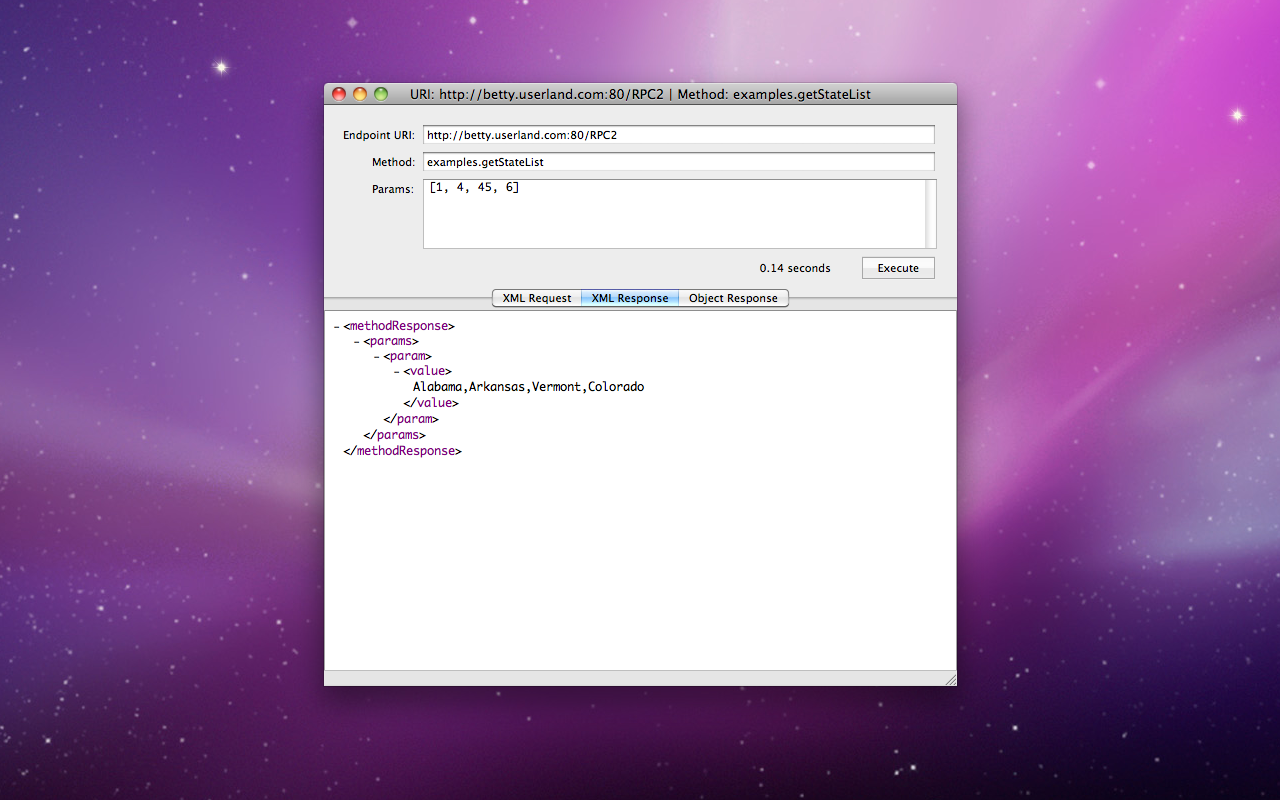 URI: http://betty.userland.com:80/RPC2 | Method: examples.getStateList
Endpoint URI: http://betty.userland.com:80/RPC2
Method: examples.getStateList
Params: [1, 4, 45, 6]
0.14 seconds Execute
XML Request XML Response Object Response
– <methodResponse>
– <params>
– <param>
– <value>
Alabama,Arkansas,Vermont,Colorado
</value>
</param>
</params>
</methodResponse>